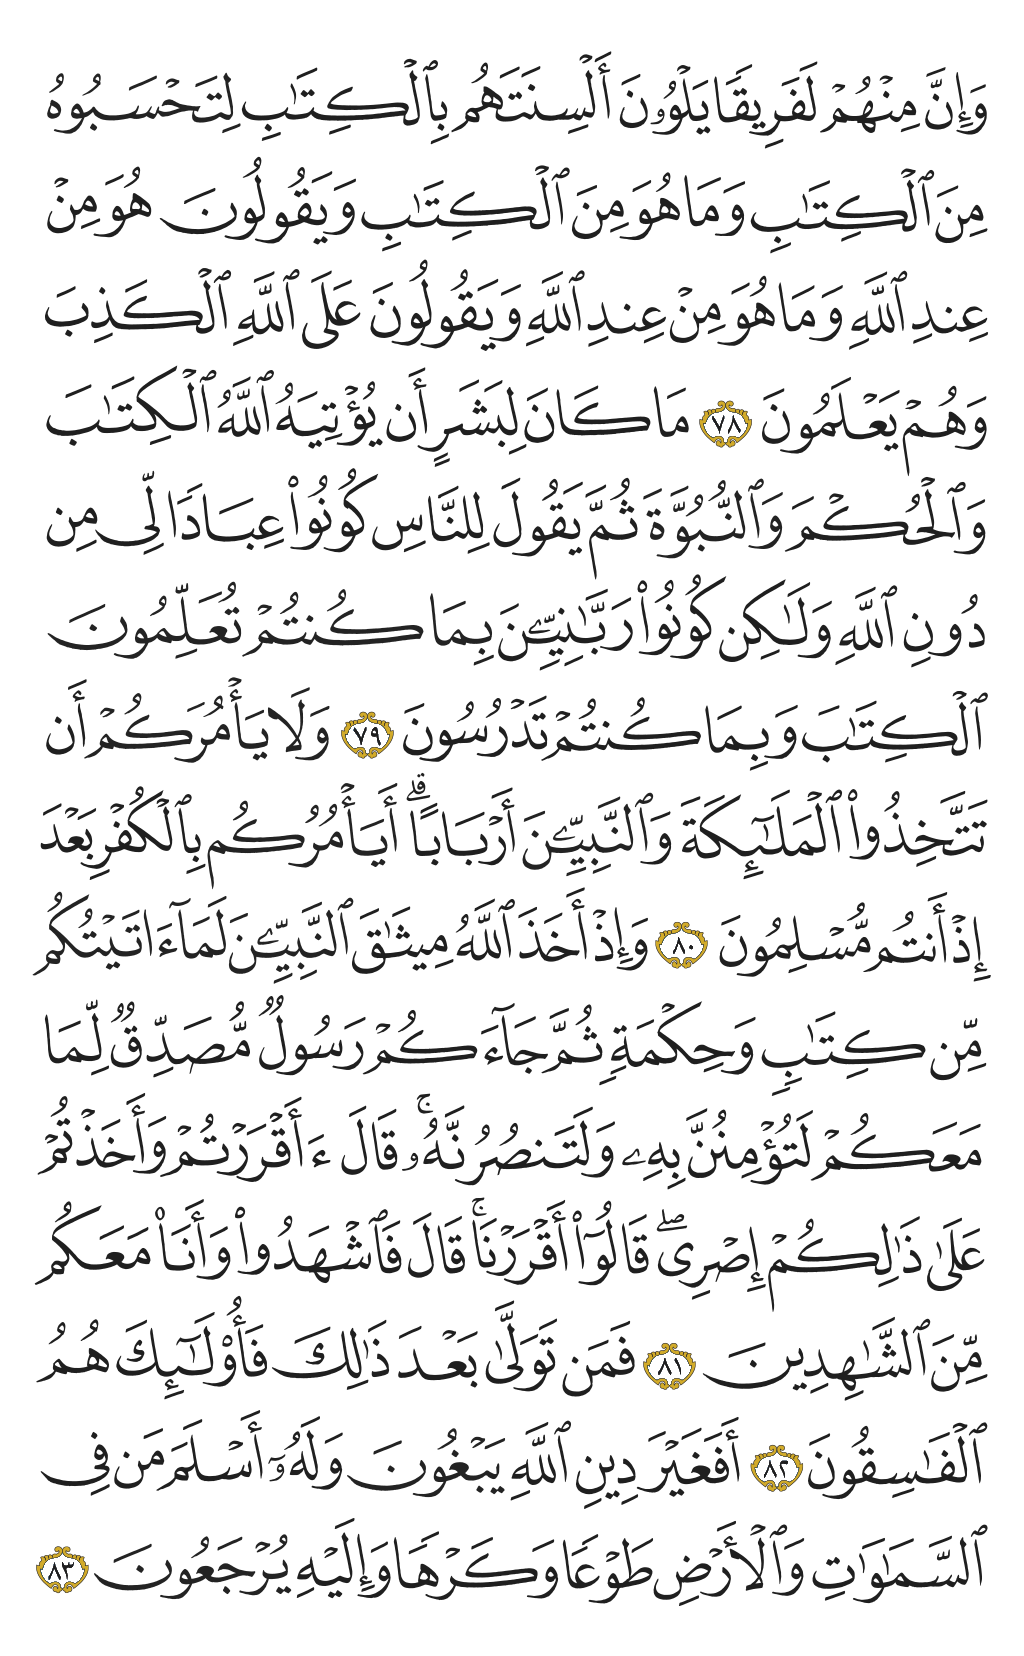 وَإِنَّ مِنْهُمْ لَفَرِيقًا يَلْوُۥنَ أَلْسِنَتَهُم بِٱلْكِتَٰبِ لِتَحْسَبُوهُ
مِنَ ٱلْكِتَٰبِ وَمَا هُوَ مِنَ ٱلْكِتَٰبِ وَيَقُولُونَ هُوَ مِنْ
عِندِ ٱللَّهِ وَمَا هُوَ مِنْ عِندِ ٱللَّهِ وَيَقُولُونَ عَلَى ٱللَّهِ ٱلْكَذِبَ
وَهُمْ يَعْلَمُونَ ٧٨ مَا كَانَ لِبَشَرٍ أَن يُؤْتِيَهُ ٱللَّهُ ٱلْكِتَٰبَ
وَٱلْحُكْمَ وَٱلنُّبُوَّةَ ثُمَّ يَقُولَ لِلنَّاسِ كُونُوا۟ عِبَادًا لِّى مِن
دُونِ ٱللَّهِ وَلَٰكِن كُونُوا۟ رَبَّٰنِيِّـۧنَ بِمَا كُنتُمْ تُعَلِّمُونَ
ٱلْكِتَٰبَ وَبِمَا كُنتُمْ تَدْرُسُونَ ٧٩ وَلَا يَأْمُرَكُمْ أَن
تَتَّخِذُوا۟ ٱلْمَلَٰٓئِكَةَ وَٱلنَّبِيِّـۧنَ أَرْبَابًا ۗ أَيَأْمُرُكُم بِٱلْكُفْرِ بَعْدَ
إِذْ أَنتُم مُّسْلِمُونَ ٨٠ وَإِذْ أَخَذَ ٱللَّهُ مِيثَٰقَ ٱلنَّبِيِّـۧنَ لَمَآ ءَاتَيْتُكُم
مِّن كِتَٰبٍ وَحِكْمَةٍ ثُمَّ جَآءَكُمْ رَسُولٌ مُّصَدِّقٌ لِّمَا
مَعَكُمْ لَتُؤْمِنُنَّ بِهِۦ وَلَتَنصُرُنَّهُۥ ۚ قَالَ ءَأَقْرَرْتُمْ وَأَخَذْتُمْ
عَلَىٰ ذَٰلِكُمْ إِصْرِى ۖ قَالُوٓا۟ أَقْرَرْنَا ۚ قَالَ فَٱشْهَدُوا۟ وَأَنَا۠ مَعَكُم
مِّنَ ٱلشَّٰهِدِينَ ٨١ فَمَن تَوَلَّىٰ بَعْدَ ذَٰلِكَ فَأُو۟لَٰٓئِكَ هُمُ
ٱلْفَٰسِقُونَ ٨٢ أَفَغَيْرَ دِينِ ٱللَّهِ يَبْغُونَ وَلَهُۥٓ أَسْلَمَ مَن فِى
ٱلسَّمَٰوَٰتِ وَٱلْأَرْضِ طَوْعًا وَكَرْهًا وَإِلَيْهِ يُرْجَعُونَ ٨٣